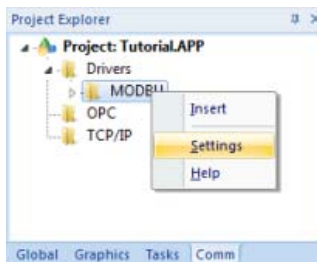 Project Explorer
Project: Tutorial.APP
Drivers
MODBU
OPC
TCP/IP
Insert
Settings
Help
Global Graphics Tasks Comm